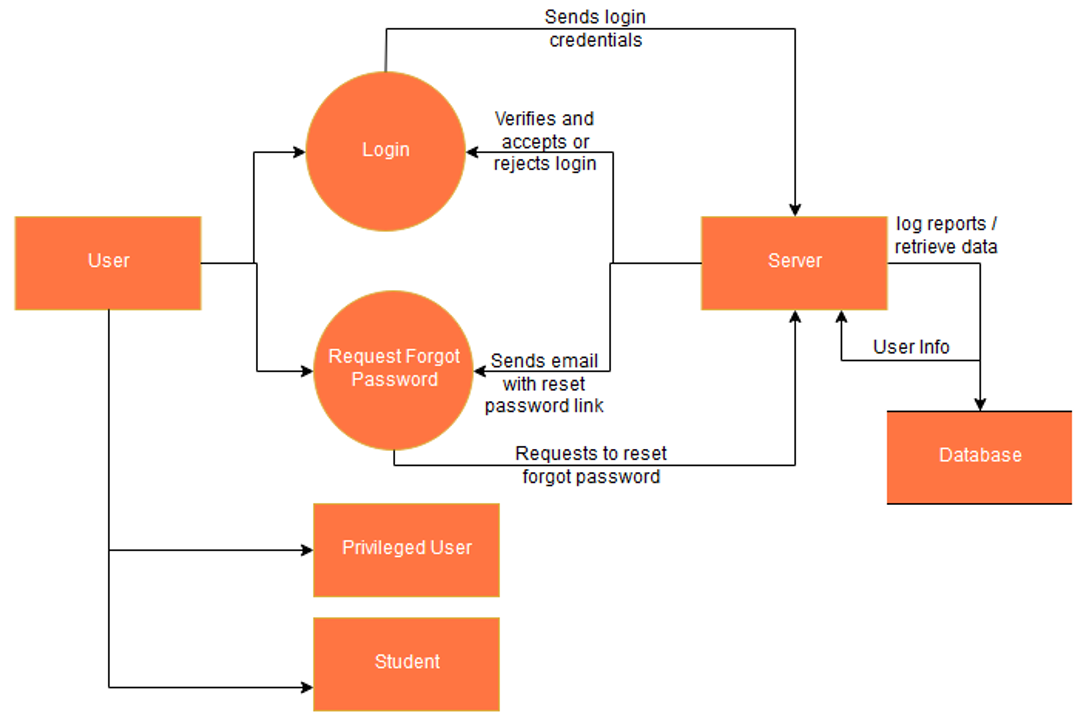 Sends login
credentials
Login
Verifies and
accepts or
rejects login
User
Server
log reports /
retrieve data
User Info
Request Forgot
Password
Sends email
with reset
password link
Requests to reset
forgot password
Database
Privileged User
Student